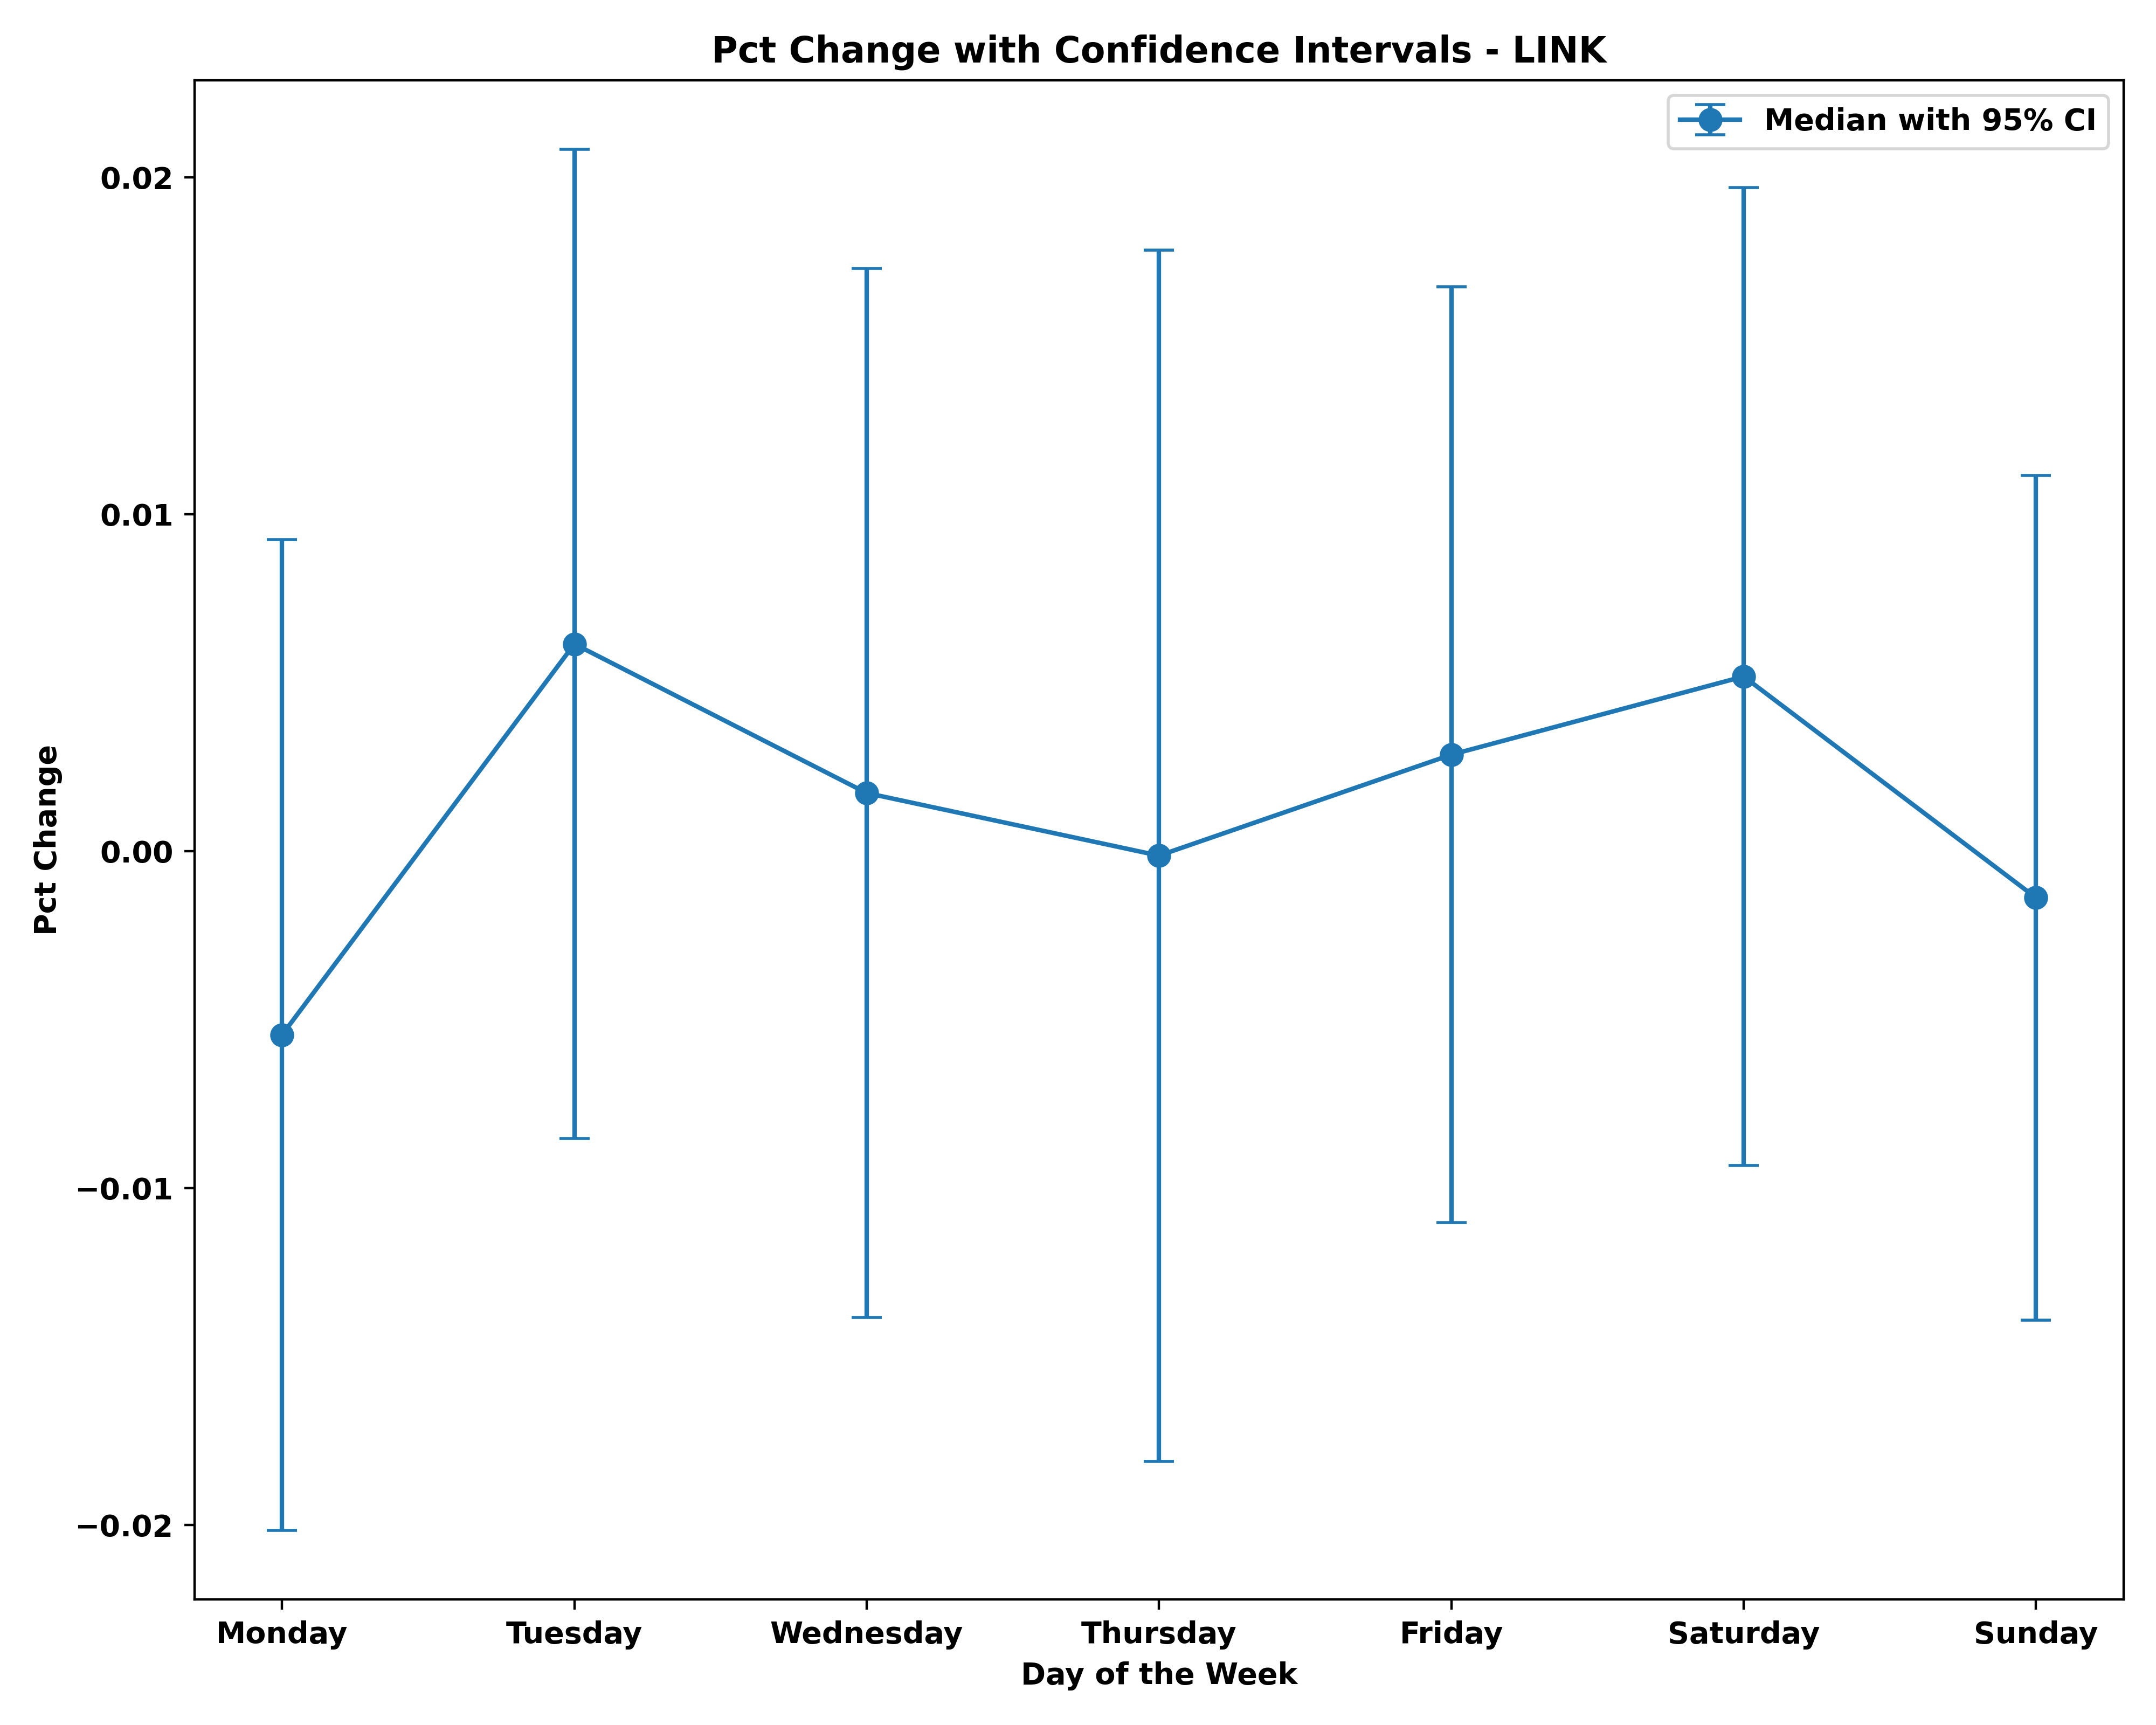 Pct Change with Confidence Intervals - LINK
Median with 95% CI
0.02
0.01
0.00
−0.01
−0.02
Pct Change
Monday Tuesday Wednesday Thursday Friday Saturday Sunday
Day of the Week